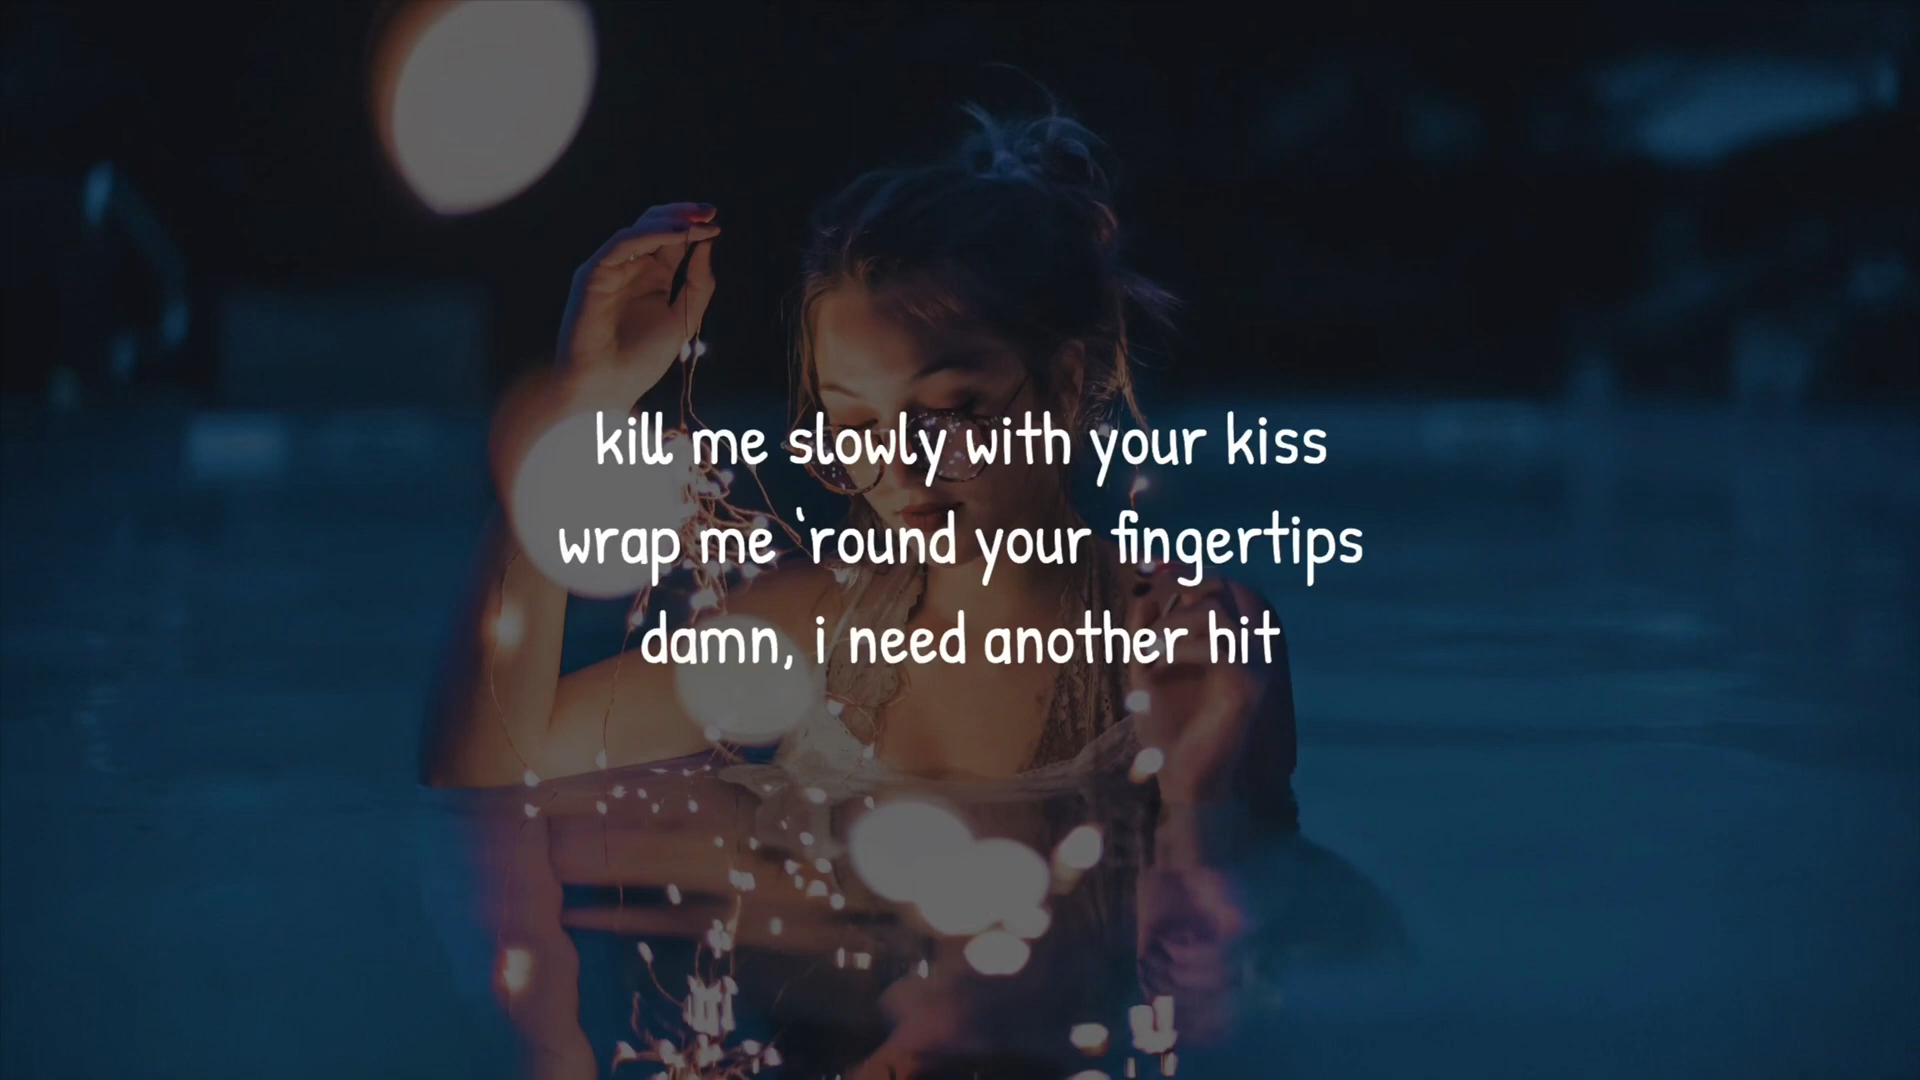 kill me slowly with your kiss
wrap me ‘round your fingertips
damn, i need another hit